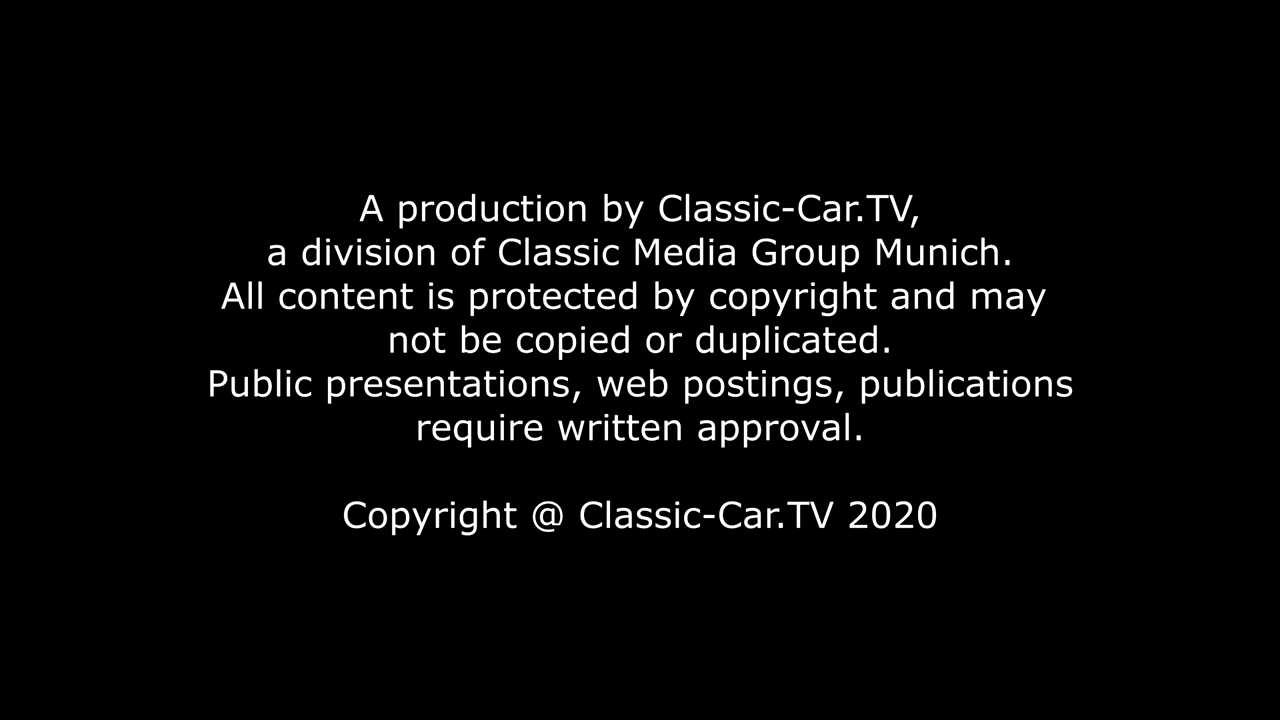 A production by Classic-Car.TV,
a division of Classic Media Group Munich.
All content is protected by copyright and may
not be copied or duplicated.
Public presentations, web postings, publications
require written approval.
Copyright @ Classic-Car.TV 2020